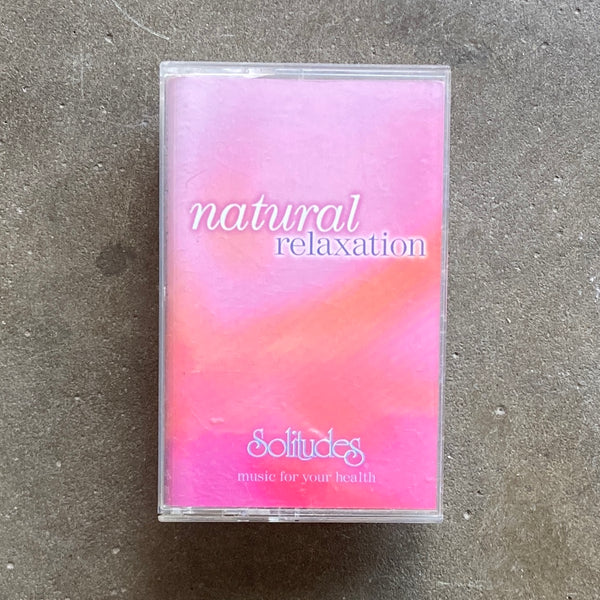 natural
relaxation
Solitudes
music for your health